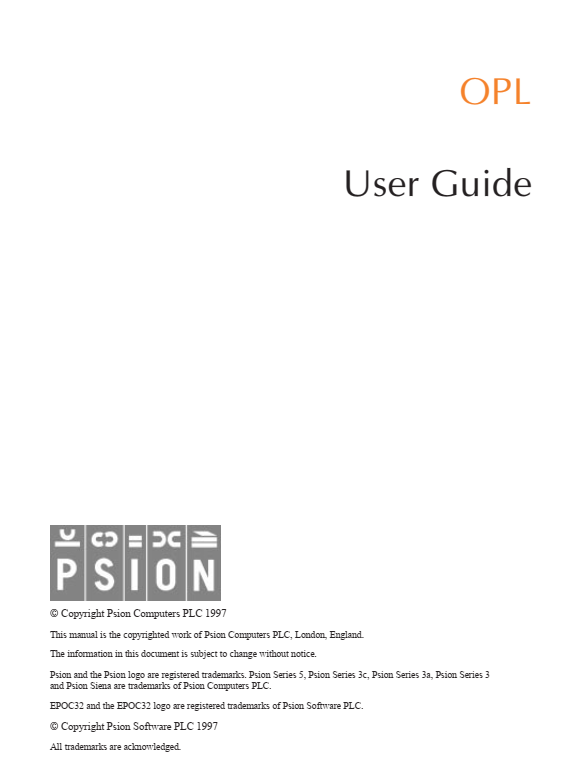 OPL
User Guide
PSION
© Copyright Psion Computers PLC 1997
This manual is the copyrighted work of Psion Computers PLC, London, England.
The information in this document is subject to change without notice.
Psion and the Psion logo are registered trademarks. Psion Series 5, Psion Series 3c, Psion Series 3a, Psion Series 3
and Psion Siena are trademarks of Psion Computers PLC.
EPOC32 and the EPOC32 logo are registered trademarks of Psion Software PLC.
© Copyright Psion Software PLC 1997
All trademarks are acknowledged.